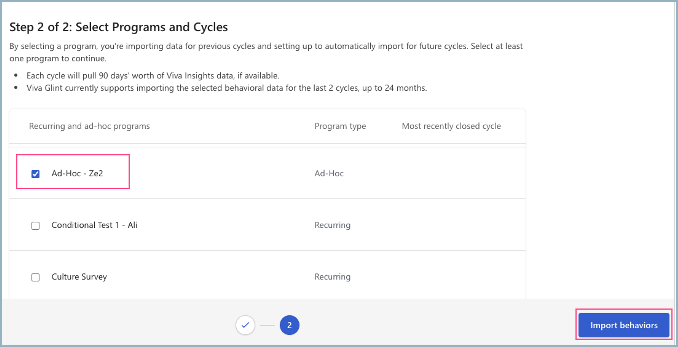 Step 2 of 2: Select Programs and Cycles
By selecting a program, you're importing data for previous cycles and setting up to automatically import for future cycles. Select at least
one program to continue.
• Each cycle will pull 90 days' worth of Viva Insights data, if available.
• Viva Glint currently supports importing the selected behavioral data for the last 2 cycles, up to 24 months.
Recurring and ad-hoc programs Program type Most recently closed cycle
Ad-Hoc - Ze2 Ad-Hoc
Conditional Test 1 - Ali Recurring
Culture Survey Recurring
2
Import behaviors